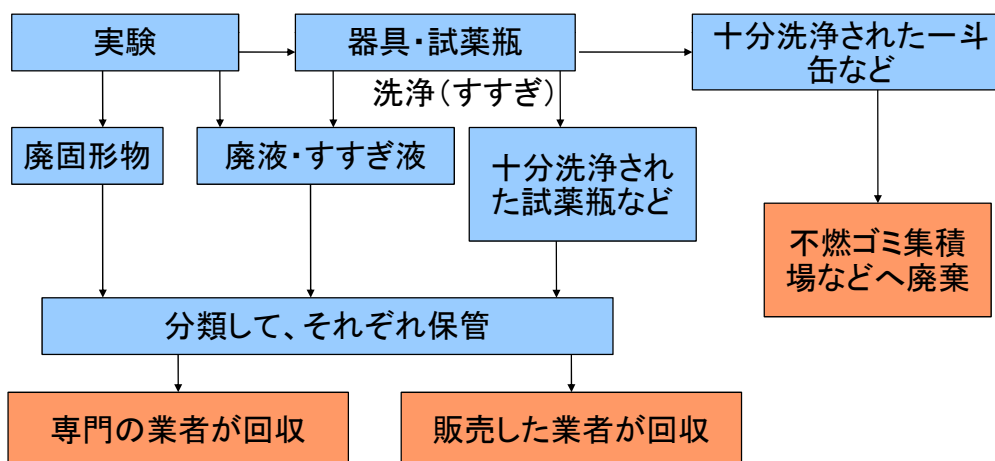 実験
器具・試薬瓶
十分洗浄された一斗
缶など
洗浄（すすぎ）
廃固形物
廃液・すすぎ液
十分洗浄され
た試薬瓶など
不燃ゴミ集積
場などへ廃棄
分類して、それぞれ保管
専門の業者が回収
販売した業者が回収